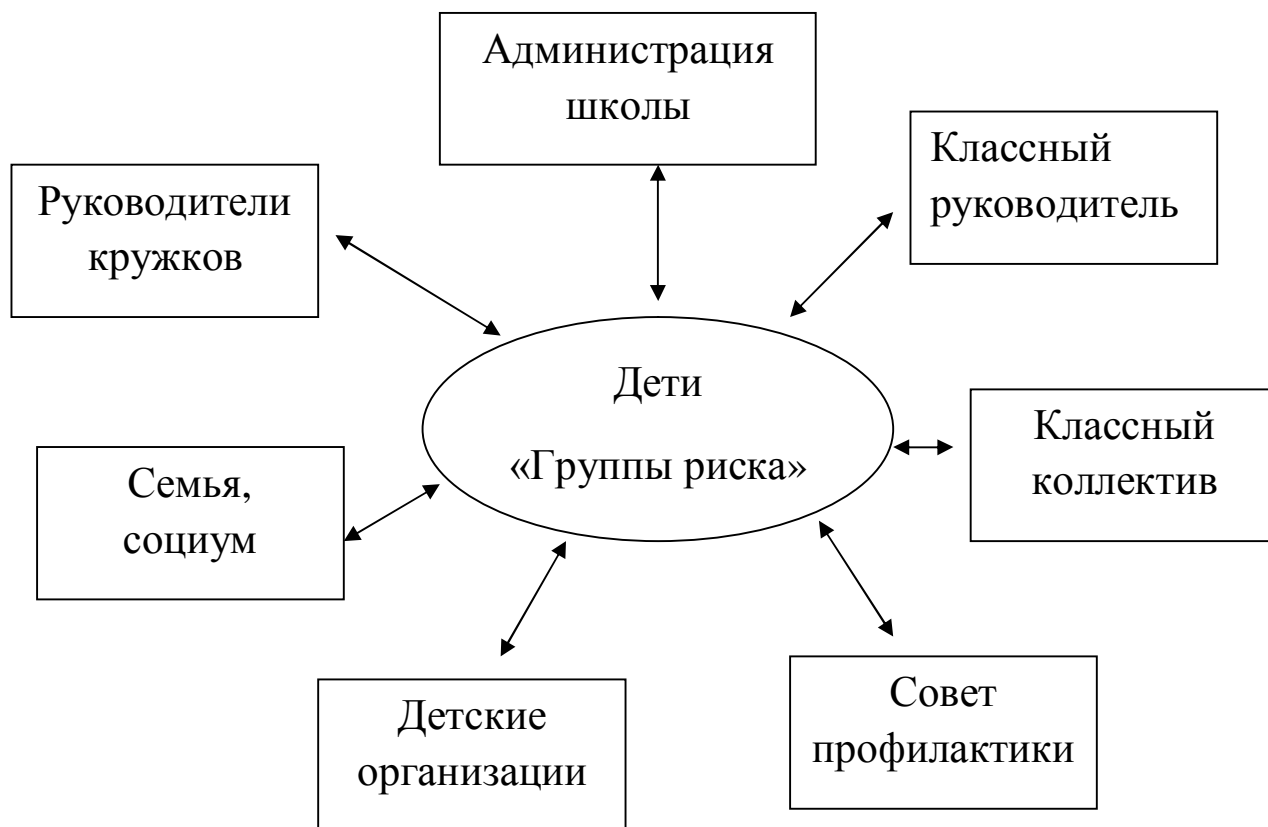 Администрация
школы
Классный
руководитель
Руководители
кружков
Дети
«Группы риска»
Классный
коллектив
Семья,
социум
Совет
профилактики
Детские
организации